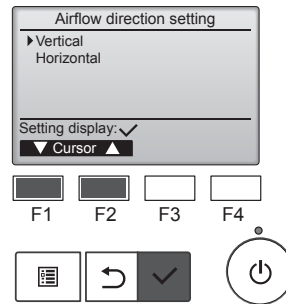 Airflow direction setting
Vertical
Horizontal
Setting display:
Cursor
F1 F2 F3 F4